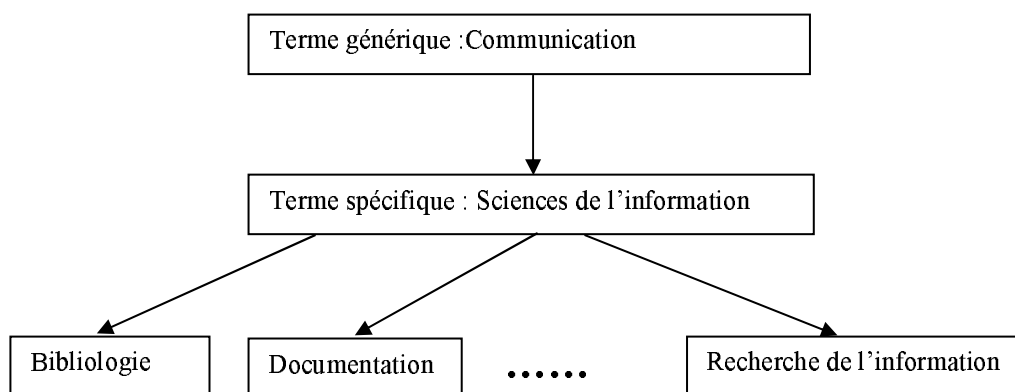 Terme générique :Communication
Terme spécifique : Sciences de l’information
Bibliologie
Documentation
......
Recherche de l’information